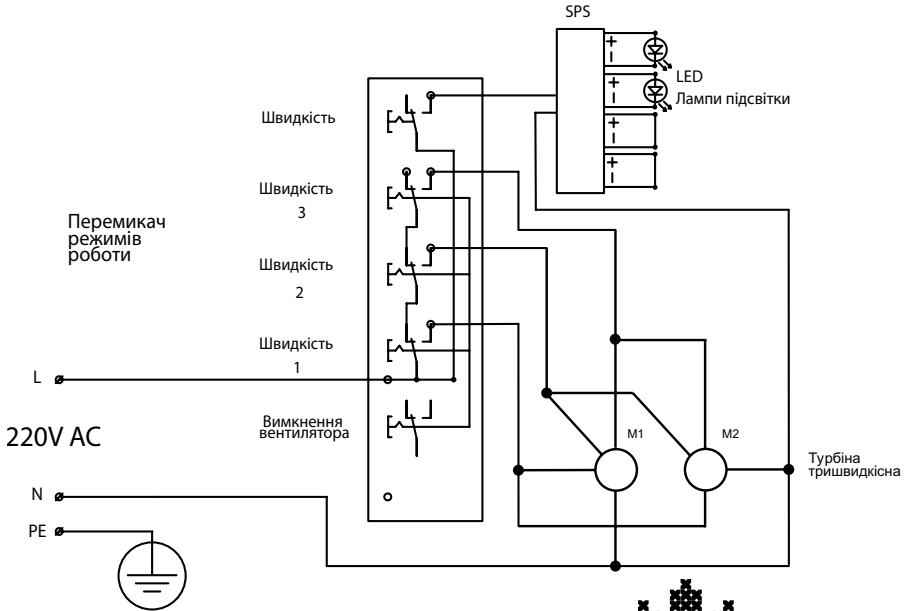 SPS
+
–
+
–
+
–
+
–
LED
Лампи підсвітки
Швидкість
Швидкість
3
Перемикач
режимів
роботи
Швидкість
2
Швидкість
1
L
220V AC
Вимкнення
вентилятора
M1
M2
Турбіна
тришвидкісна
N
PE